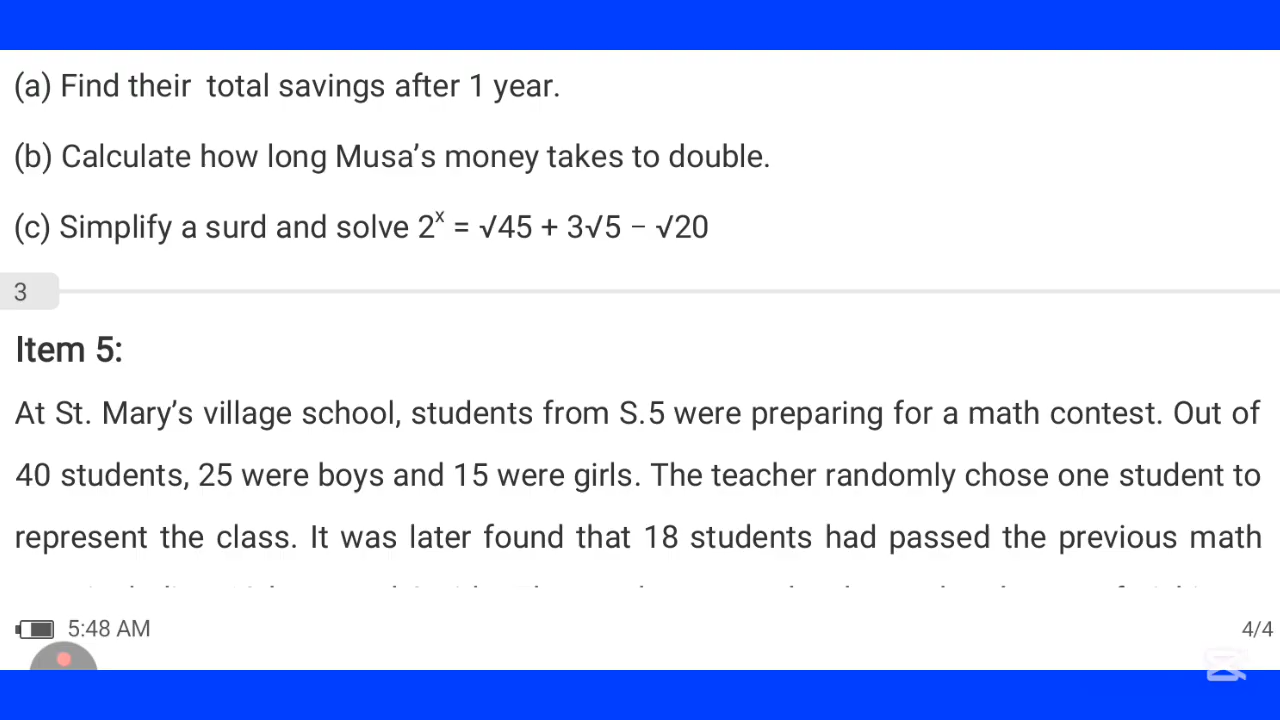 (a) Find their total savings after 1 year.
(b) Calculate how long Musa’s money takes to double.
(c) Simplify a surd and solve 2ˣ = √45 + 3√5 − √20
3
Item 5:
At St. Mary’s village school, students from S.5 were preparing for a math contest. Out of
40 students, 25 were boys and 15 were girls. The teacher randomly chose one student to
represent the class. It was later found that 18 students had passed the previous math
5:48 AM
4/4